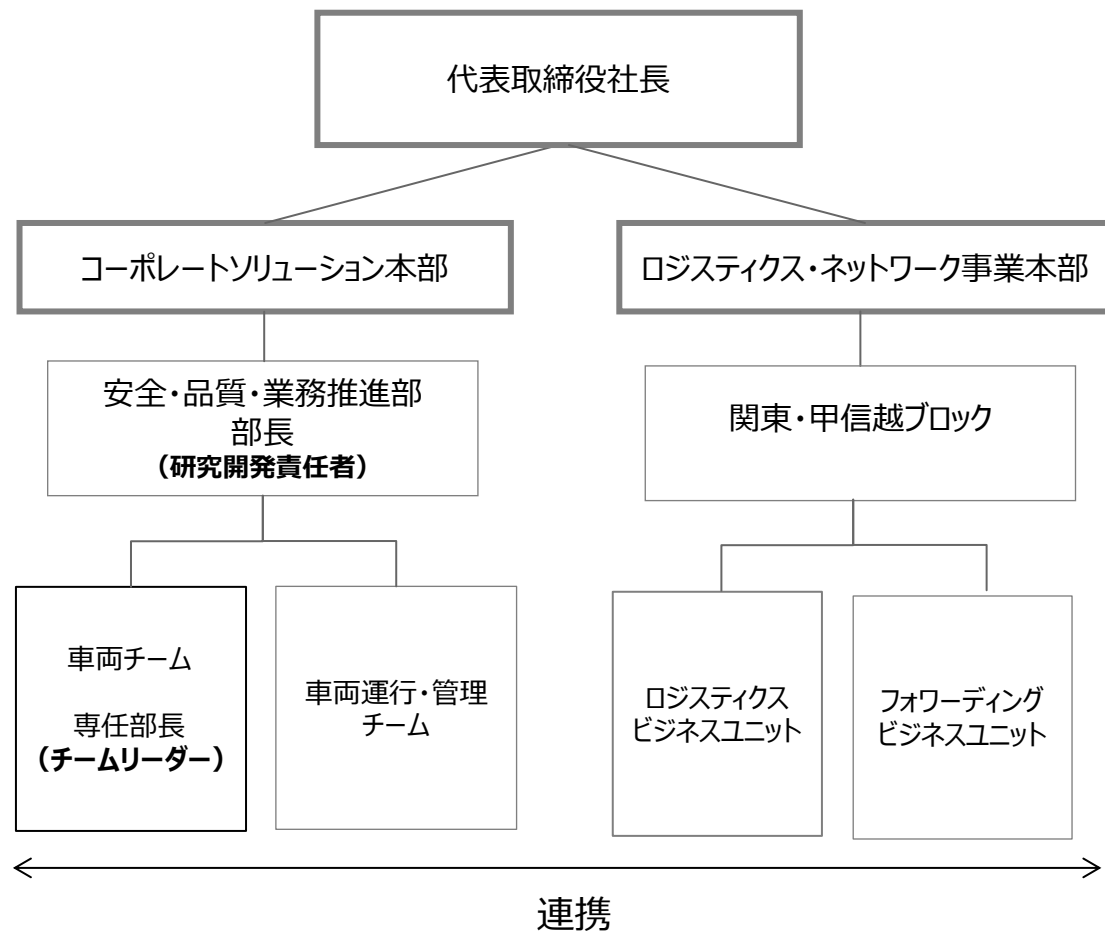 代表取締役社長
コーポレートソリューション本部
ロジスティクス・ネットワーク事業本部
安全・品質・業務推進部
部長
（研究開発責任者）
関東・甲信越ブロック
車両チーム
専任部長
（チームリーダー）
車両運行・管理
チーム
ロジスティクス
ビジネスユニット
フォワーディング
ビジネスユニット
連携